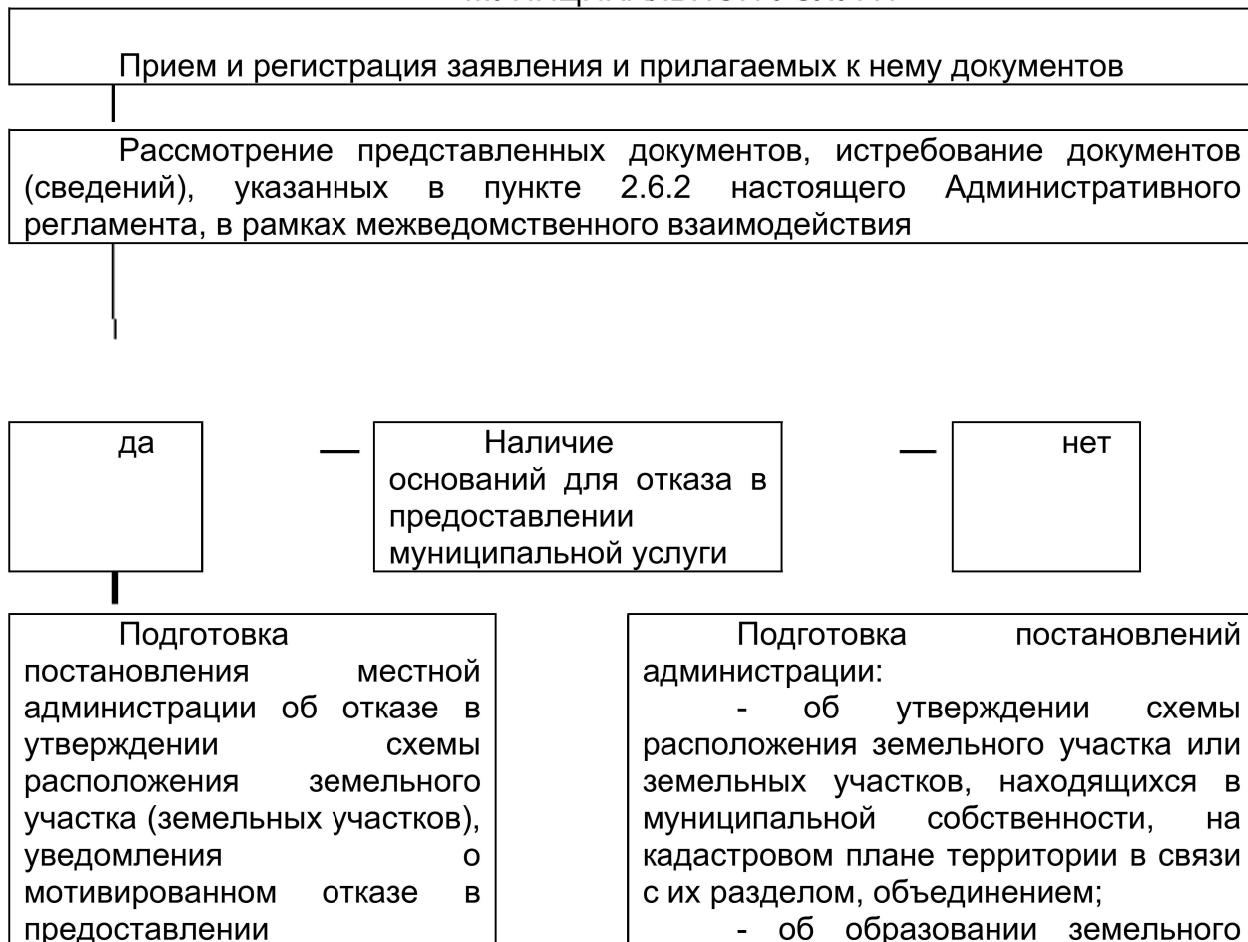 Прием и регистрация заявления и прилагаемых к нему документов
Рассмотрение представленных документов, истребование документов
(сведений), указанных в пункте 2.6.2 настоящего Административного
регламента, в рамках межведомственного взаимодействия
да
Наличие
оснований для отказа в
предоставлении
муниципальной услуги
нет
Подготовка
постановления местной
администрации об отказе в
утверждении схемы
расположения земельного
участка (земельных участков),
уведомления о
мотивированном отказе в
предоставлении
Подготовка постановлений
администрации:
- об утверждении схемы
расположения земельного участка или
земельных участков, находящихся в
муниципальной собственности, на
кадастровом плане территории в связи
с их разделом, объединением;
- об образовании земельного